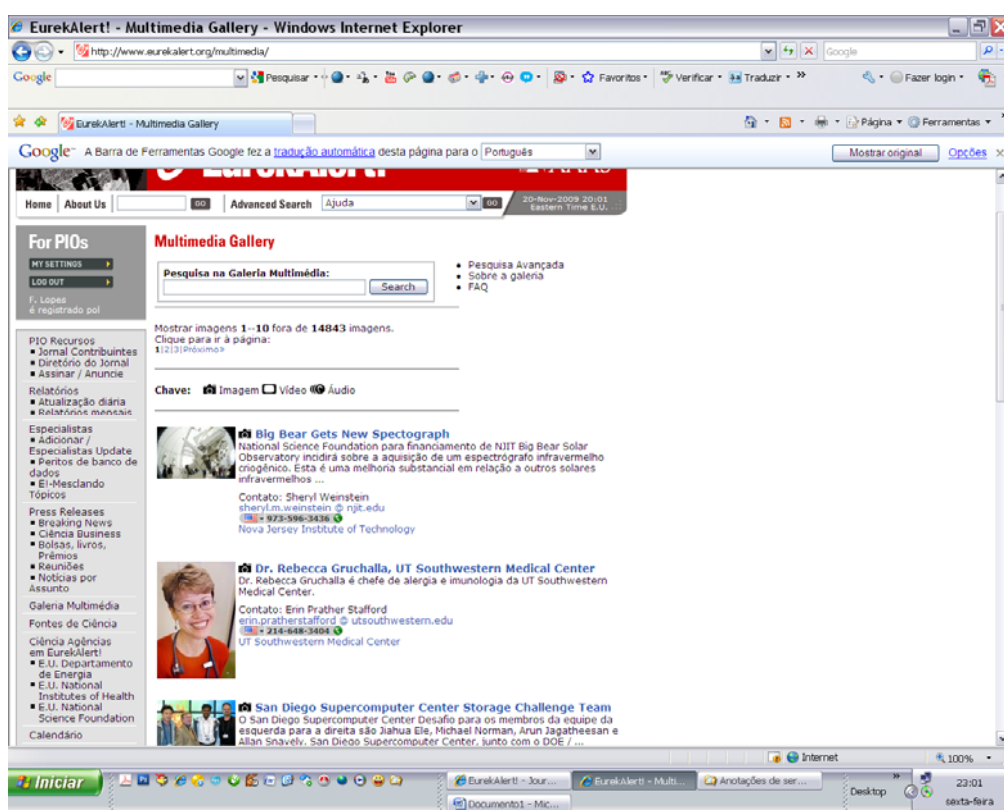 EurekAlert! - Multimedia Gallery - Windows Internet Explorer
http://www.eurekalert.org/multimedia/
Google
Google
Pesquisar
Favoritos
Verificar
Traduzir
Fazer login
EurekAlert! - Multimedia Gallery
Página
Ferramentas
Google A Barra de Ferramentas Google fez a tradução automática desta página para o Português
Mostrar original
Opções
Home About Us GO Advanced Search Ajuda GO
20-Nov-2009 20:01
Eastern Time E.U.
For PIOs
MY SETTINGS
LOG OUT
F. Lopes
é registrado pol
PIO Recursos
Jornal Contribuintes
Diretório do Jornal
Assinar / Anuncie
Relatórios
Atualização diária
Relatórios mensais
Especialistas
Adicionar /
Especialistas Update
Peritos de banco de
dados
E!-Mesclando
Tópicos
Press Releases
Breaking News
Ciência Business
Bolsas, livros,
Prêmios
Reuniões
Notícias por
Assunto
Galeria Multimédia
Fontes de Ciência
Ciência Agências
em EurekAlert!
E.U. Departamento
de Energia
E.U. National
Institutes of Health
E.U. National
Science Foundation
Calendário
Multimedia Gallery
Pesquisa na Galeria Multimédia:
Search
Pesquisa Avançada
Sobre a galeria
FAQ
Mostrar imagens 1--10 fora de 14843 imagens.
Clique para ir à página:
1|2|3|Próximo»
Chave: Imagem Vídeo Áudio
Big Bear Gets New Spectograph
National Science Foundation para financiamento de NJIT Big Bear Solar
Observatory incidirá sobre a aquisição de um espectrógrafo infravermelho
criogênico. Esta é uma melhoria substancial em relação a outros solares
infravermelhos ...
Contato: Sheryl Weinstein
sheryl.m.weinstein @ njit.edu
973-596-3436
Nova Jersey Institute of Technology
Dr. Rebecca Gruchalla, UT Southwestern Medical Center
Dr. Rebecca Gruchalla é chefe de alergia e imunologia da UT Southwestern
Medical Center.
Contato: Erin Prather Stafford
erin.pratherstafford @ utsouthwestern.edu
214-648-3404
UT Southwestern Medical Center
San Diego Supercomputer Center Storage Challenge Team
O San Diego Supercomputer Center Desafio para os membros da equipe da
esquerda para a direita são Jiahua Ele, Michael Norman, Arun Jagatheesan e
Allan Snavely. San Diego Supercomputer Center, junto com o DOE / ...
Internet
100%
Iniciar
EurekAlert! - Jour...
EurekAlert! - Multi...
Anotações de ser...
Documento1 - Mic...
Desktop
23:01
sexta-feira